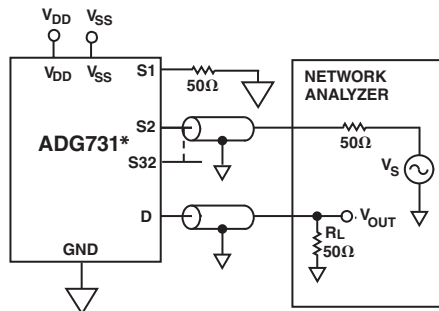 VDD VSS
VDD VSS
S1
50Ω
NETWORK
ANALYZER
S2
50Ω
ADG731*
S32
VS
D
VOUT
RL
50Ω
GND